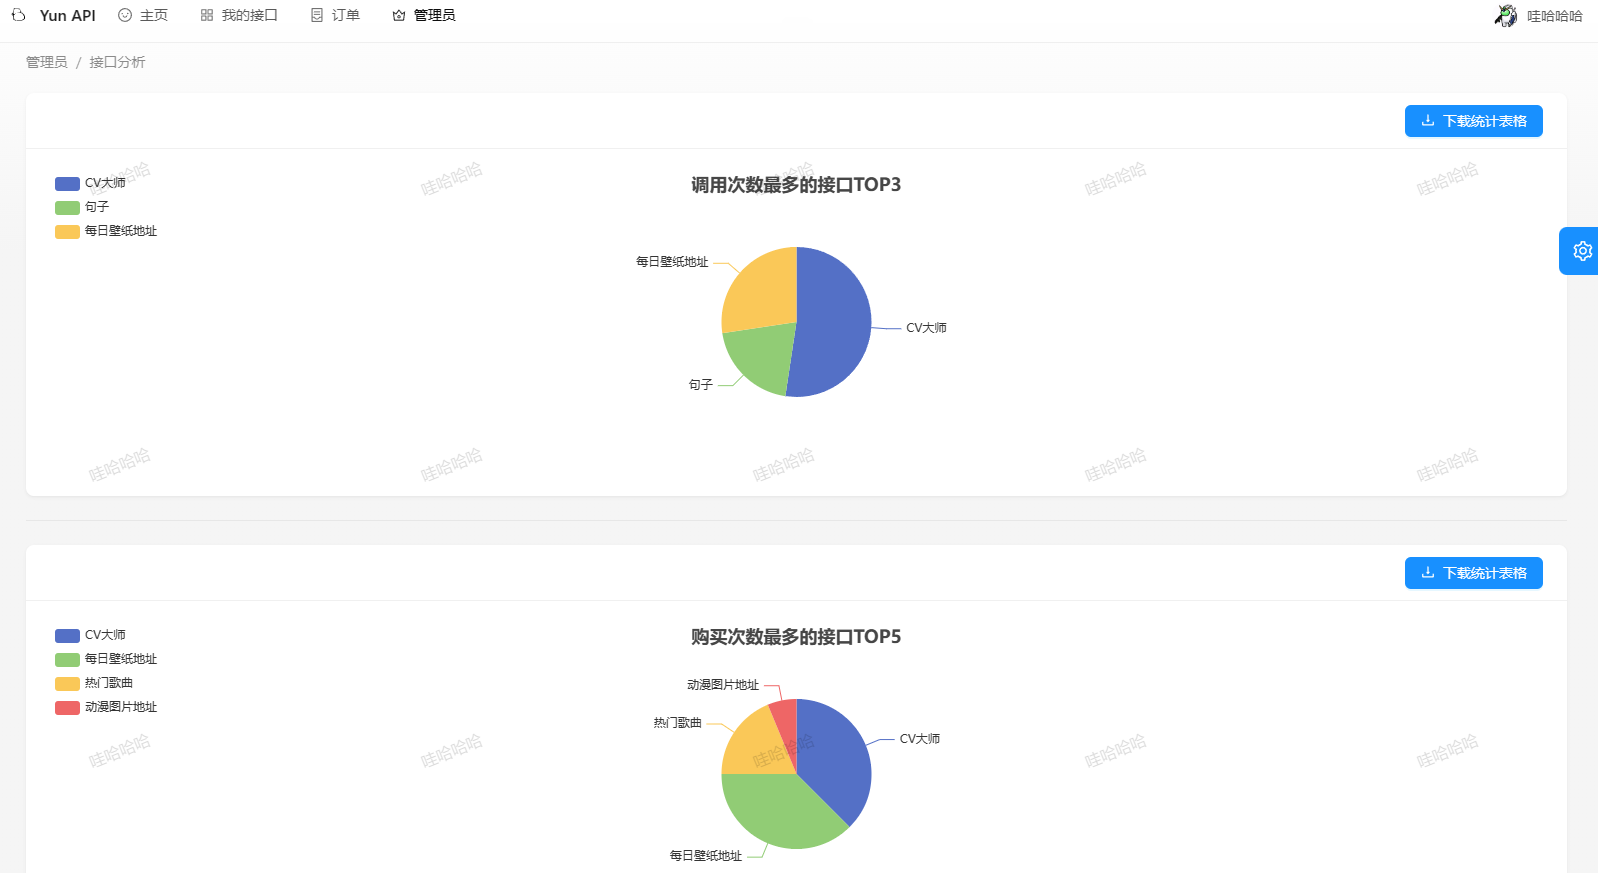 Yun API 主页 我的接口 订单 管理员 哇哈哈哈
管理员 / 接口分析
下载统计表格
调用次数最多的接口TOP3
CV大师
句子
每日壁纸地址
每日壁纸地址
CV大师
句子
哇哈哈哈 哇哈哈哈 哇哈哈哈 哇哈哈哈 哇哈哈哈
哇哈哈哈 哇哈哈哈 哇哈哈哈 哇哈哈哈 哇哈哈哈
下载统计表格
购买次数最多的接口TOP5
CV大师
每日壁纸地址
热门歌曲
动漫图片地址
动漫图片地址
热门歌曲
CV大师
每日壁纸地址
哇哈哈哈 哇哈哈哈 哇哈哈哈 哇哈哈哈 哇哈哈哈